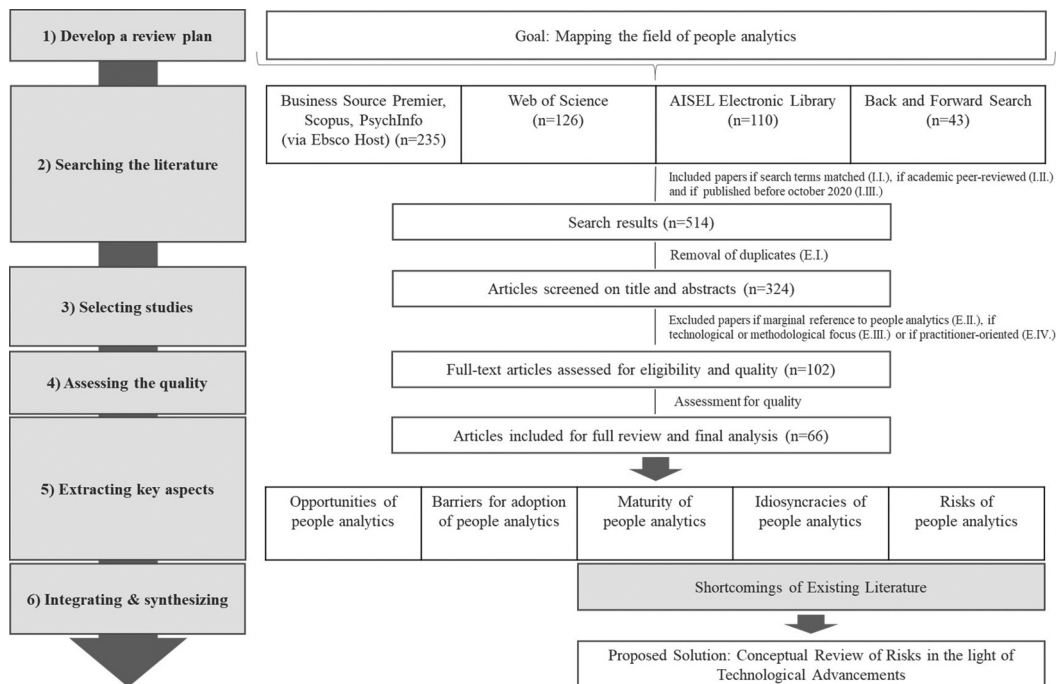 1) Develop a review plan
Goal: Mapping the field of people analytics
2) Searching the literature
Business Source Premier,
Scopus, PsychInfo
(via Ebsco Host) (n=235)
Web of Science
(n=126)
AISEL Electronic Library
(n=110)
Back and Forward Search
(n=43)
Included papers if search terms matched (I.I.), if academic peer-reviewed (I.II.)
and if published before october 2020 (I.III.)
Search results (n=514)
Removal of duplicates (E.I.)
3) Selecting studies
Articles screened on title and abstracts (n=324)
Excluded papers if marginal reference to people analytics (E.II.), if
technological or methodological focus (E.III.) or if practitioner-oriented (E.IV.)
4) Assessing the quality
Full-text articles assessed for eligibility and quality (n=102)
Assessment for quality
Articles included for full review and final analysis (n=66)
5) Extracting key aspects
Opportunities of
people analytics
Barriers for adoption
of people analytics
Maturity of
people analytics
Idiosyncracies of
people analytics
Risks of
people analytics
6) Integrating & synthesizing
Shortcomings of Existing Literature
Proposed Solution: Conceptual Review of Risks in the light of
Technological Advancements